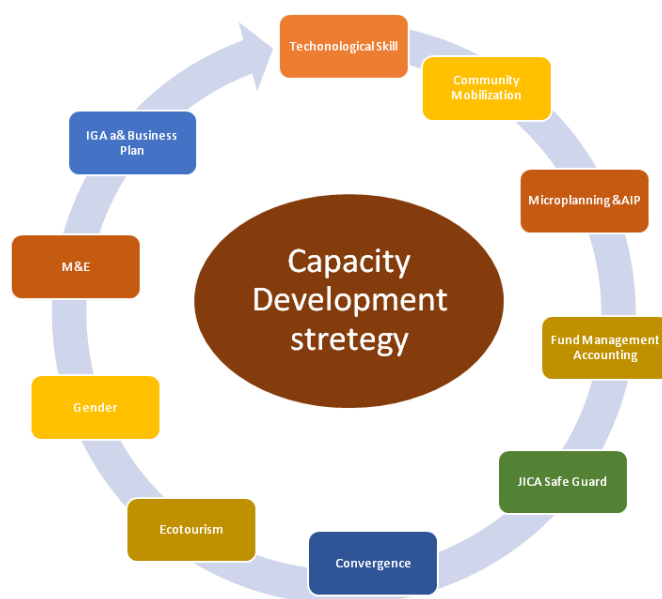 Techonological Skill
Community
Mobilization
Microplanning &AIP
Fund Management
Accounting
JICA Safe Guard
Convergence
Ecotourism
Gender
M&E
IGA a& Business
Plan
Capacity
Development
stretegy